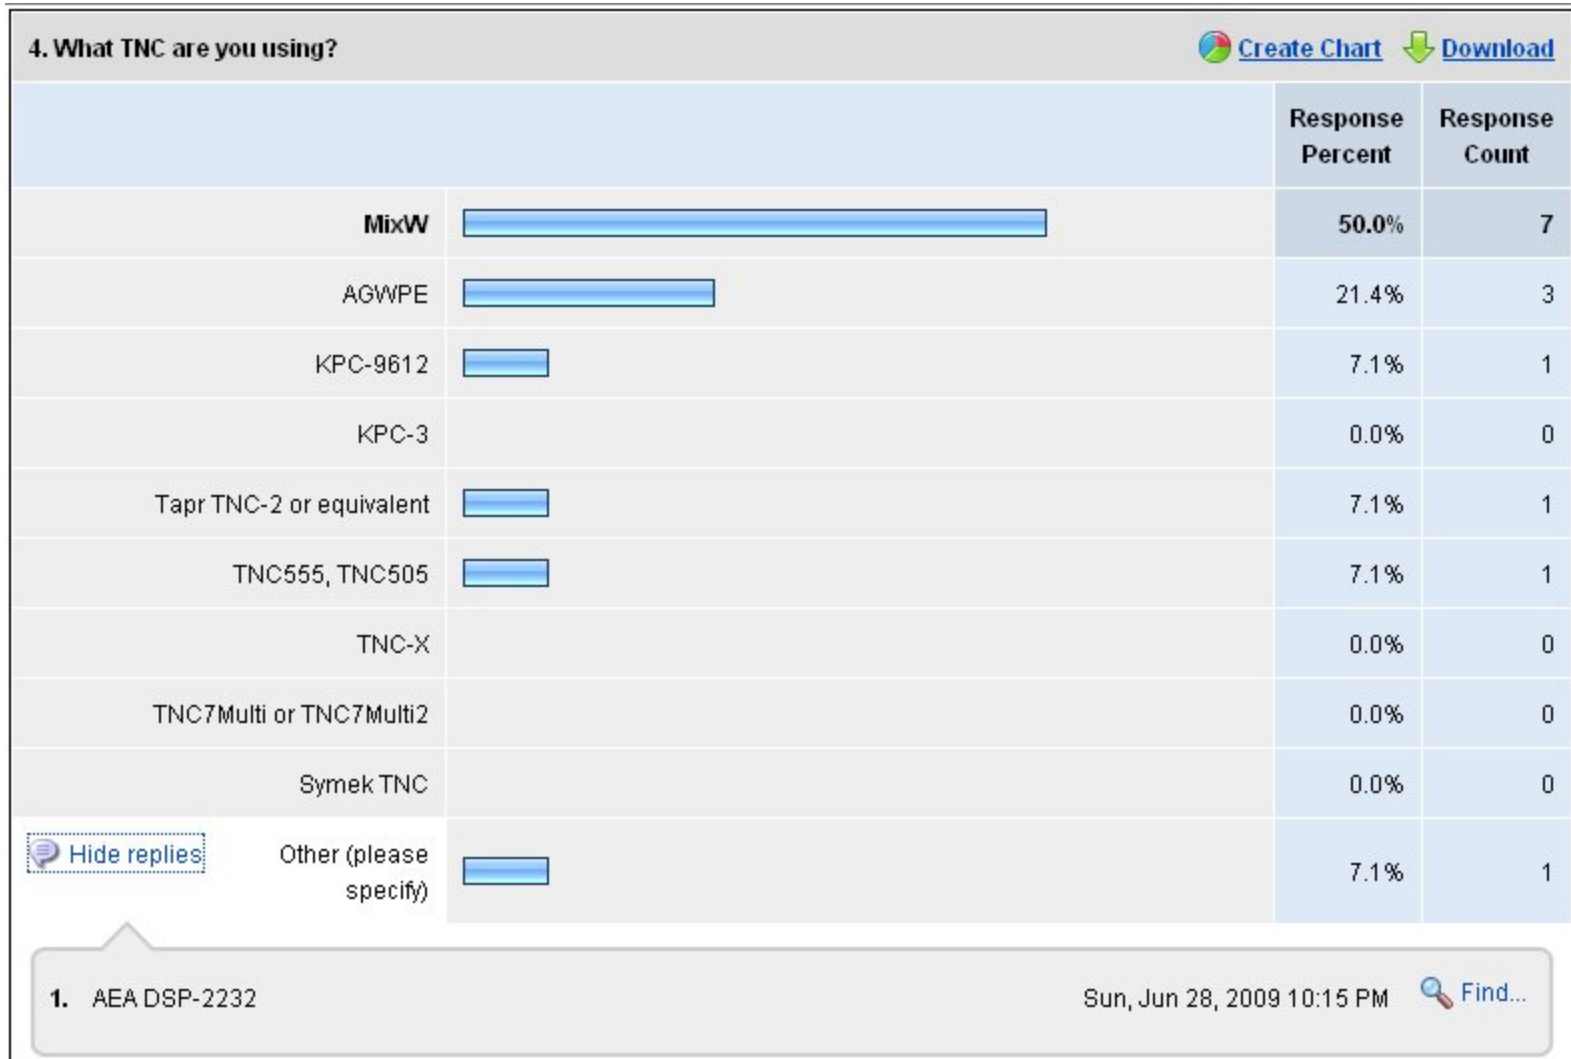 4. What TNC are you using? Create Chart Download
Response Percent Response Count
MixW 50.0% 7
AGWPE 21.4% 3
KPC-9612 7.1% 1
KPC-3 0.0% 0
Tapr TNC-2 or equivalent 7.1% 1
TNC555, TNC505 7.1% 1
TNC-X 0.0% 0
TNC7Multi or TNC7Multi2 0.0% 0
Symek TNC 0.0% 0
Hide replies Other (please specify) 7.1% 1
1. AEA DSP-2232 Sun, Jun 28, 2009 10:15 PM Find...